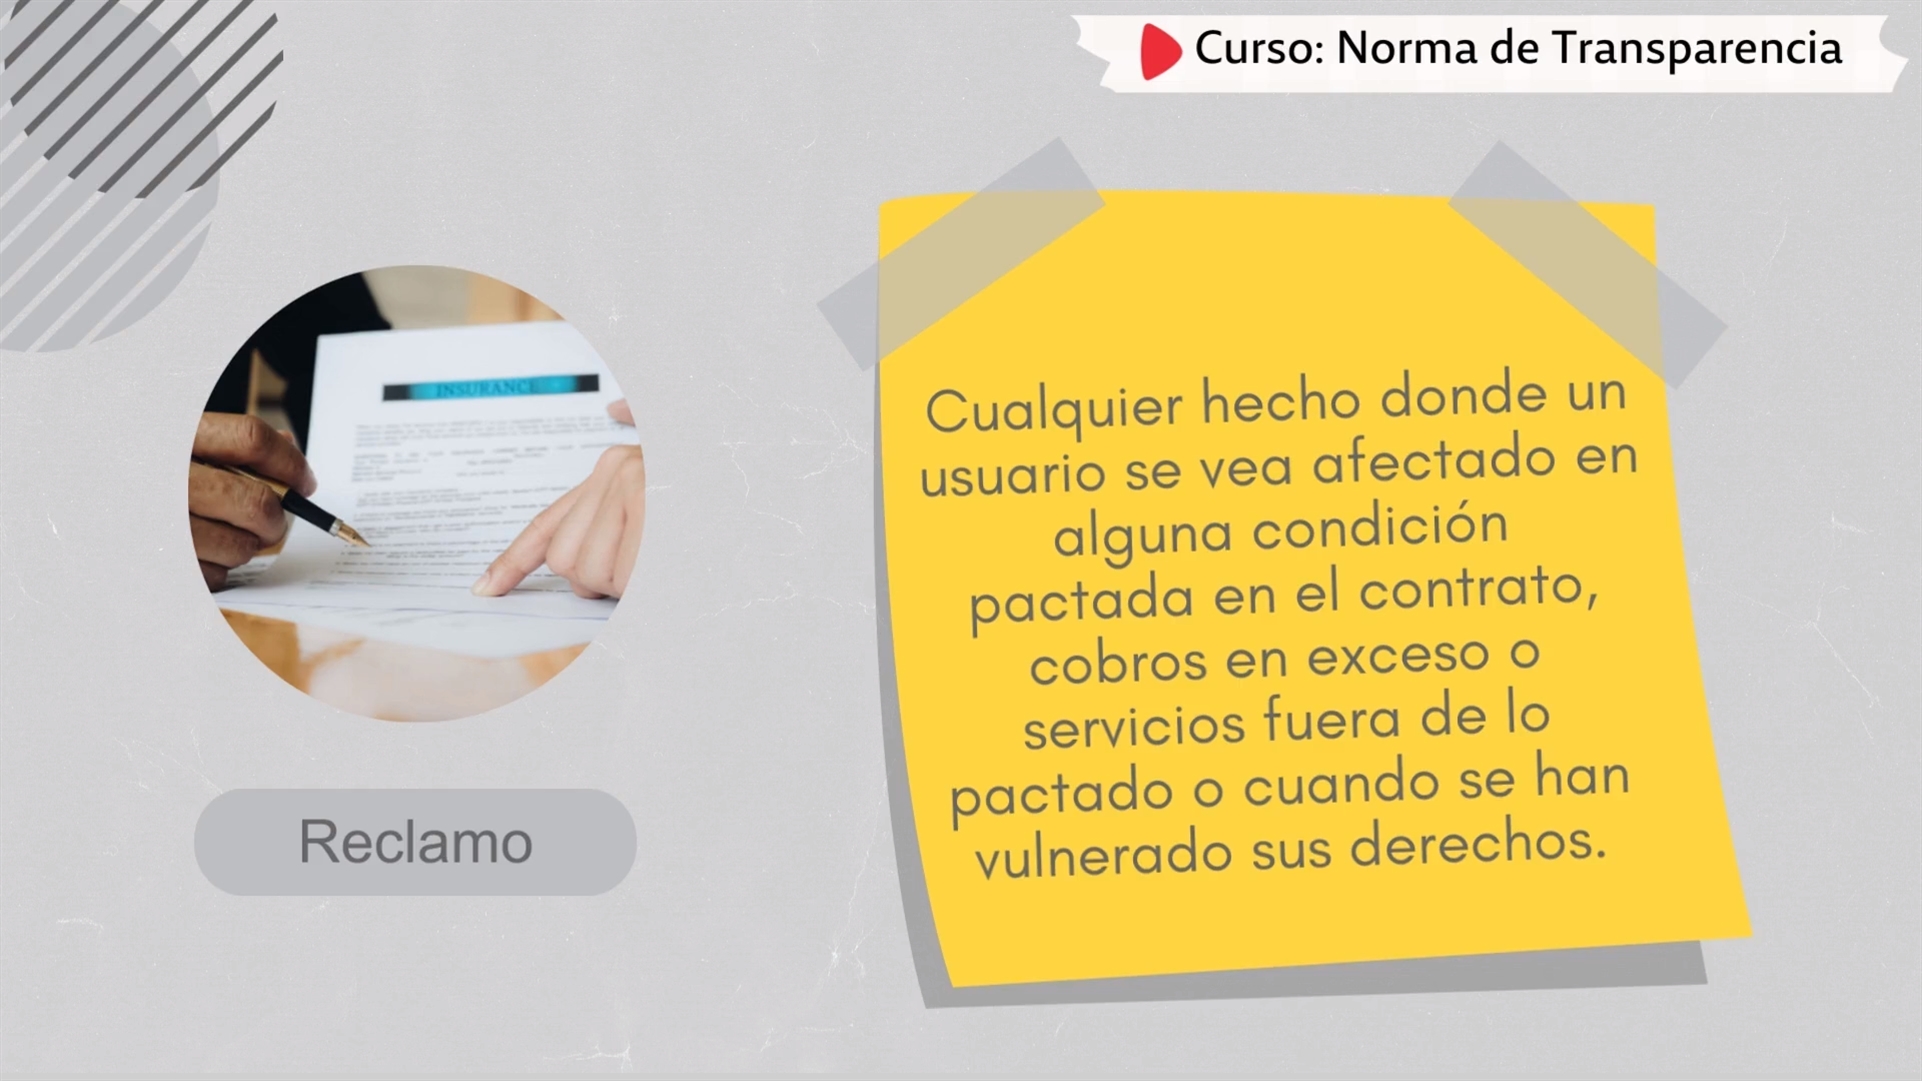 Curso: Norma de Transparencia
INSURANCE
Reclamo
Cualquier hecho donde un
usuario se vea afectado en
alguna condición
pactada en el contrato,
cobros en exceso o
servicios fuera de lo
pactado o cuando se han
vulnerado sus derechos.